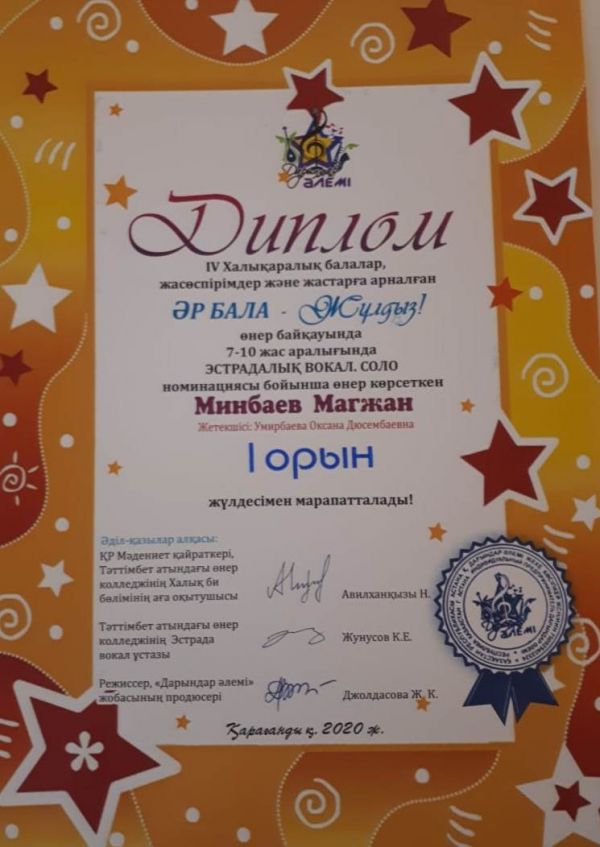 Дарындар
ӘЛЕМІ
Диплом
IV Халықаралық балалар,
жасөспірімдер және жастарға арналған
ӘР БАЛА - Жұлдыз!
өнер байқауында
7-10 жас аралығында
ЭСТРАДАЛЫҚ ВОКАЛ. СОЛО
номинациясы бойынша өнер көрсеткен
Минбаев Магжан
Жетекшісі: Умирбаева Оксана Дюсембаевна
І орын
жүлдесімен марапатталады!
Әділ-қазылар алқасы:
ҚР Мәдениет қайраткері,
Тәттімбет атындағы өнер
колледжінің Халық би
бөлімінің аға оқытушысы
Авилханқызы Н.
Тәттімбет атындағы өнер
колледжінің Эстрада
вокал ұстазы
Жунусов К.Е.
Режиссер, «Дарындар әлемі»
жобасының продюсері
Джолдасова Ж. К.
Қарағанды қ. 2020 ж.
ӘЛЕМІ